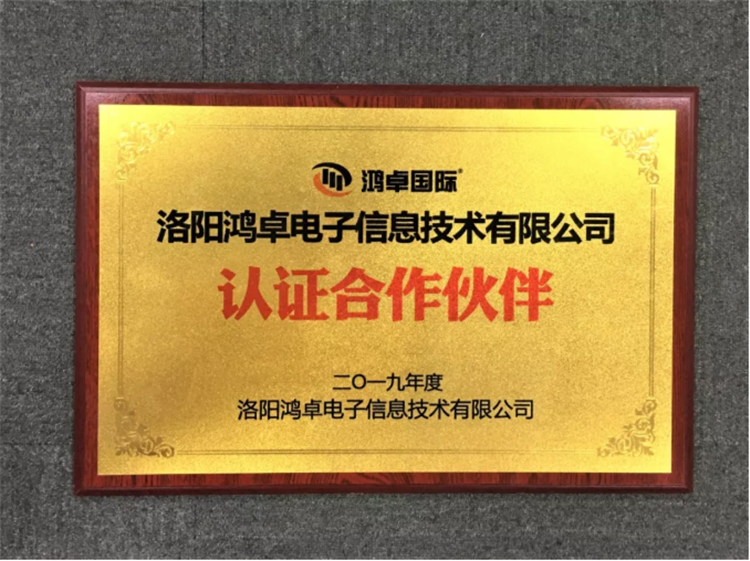 鸿卓国际®
洛阳鸿卓电子信息技术有限公司
认证合作伙伴
二〇一九年度
洛阳鸿卓电子信息技术有限公司